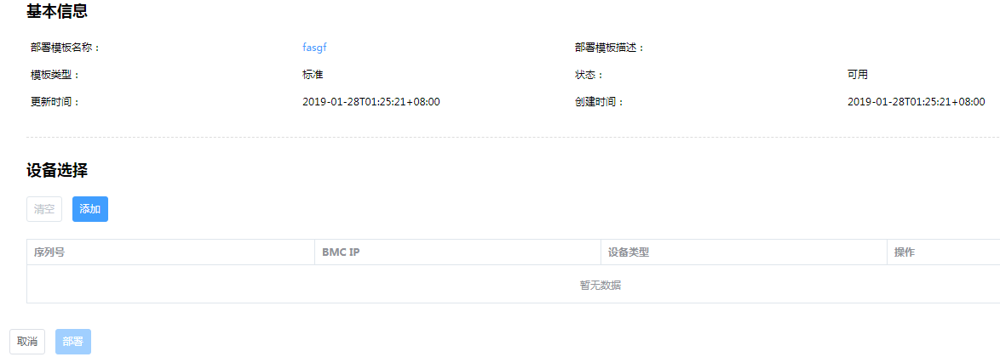 基本信息
部署模板名称： fasgf 部署模板描述：
模板类型： 标准 状态： 可用
更新时间： 2019-01-28T01:25:21+08:00 创建时间： 2019-01-28T01:25:21+08:00
设备选择
清空 添加
序列号 BMC IP 设备类型 操作
暂无数据
取消 部署